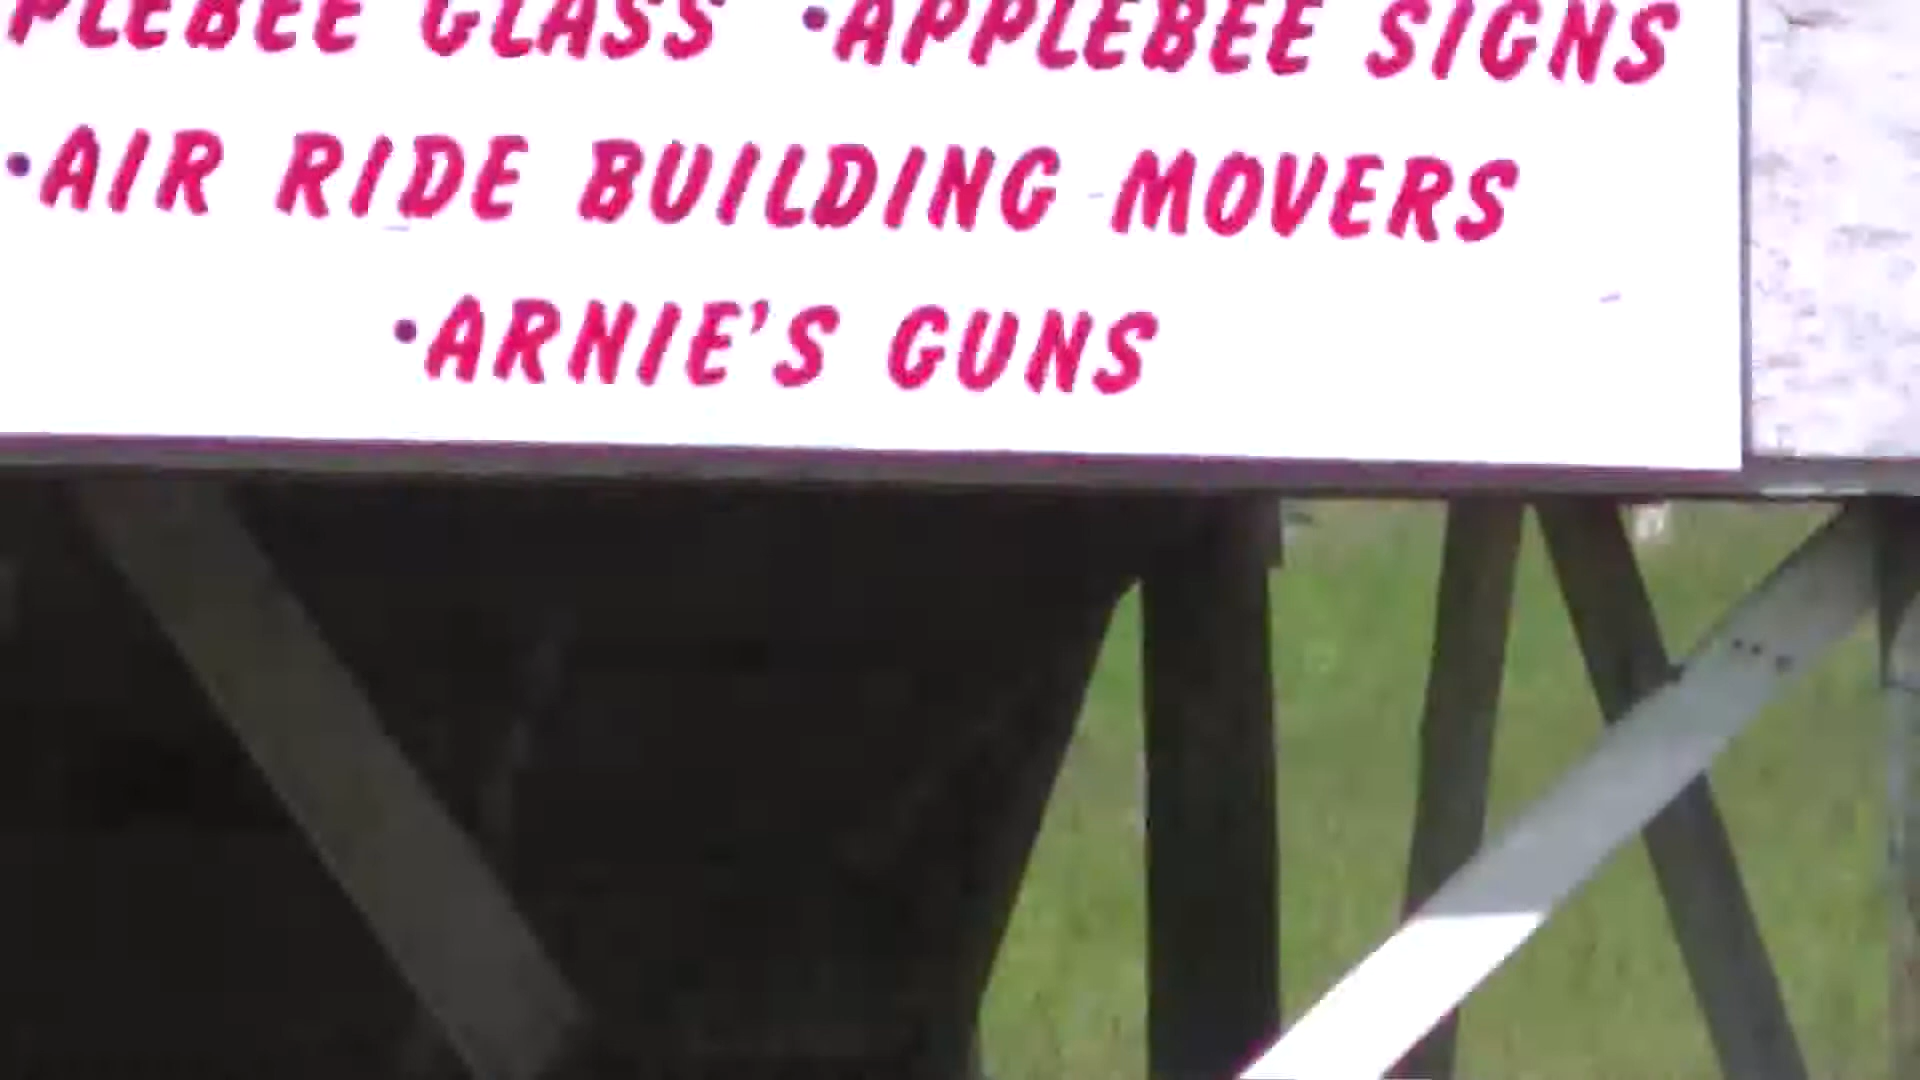 PLEBEE GLASS •APPLEBEE SIGNS
•AIR RIDE BUILDING MOVERS
•ARNIE'S GUNS